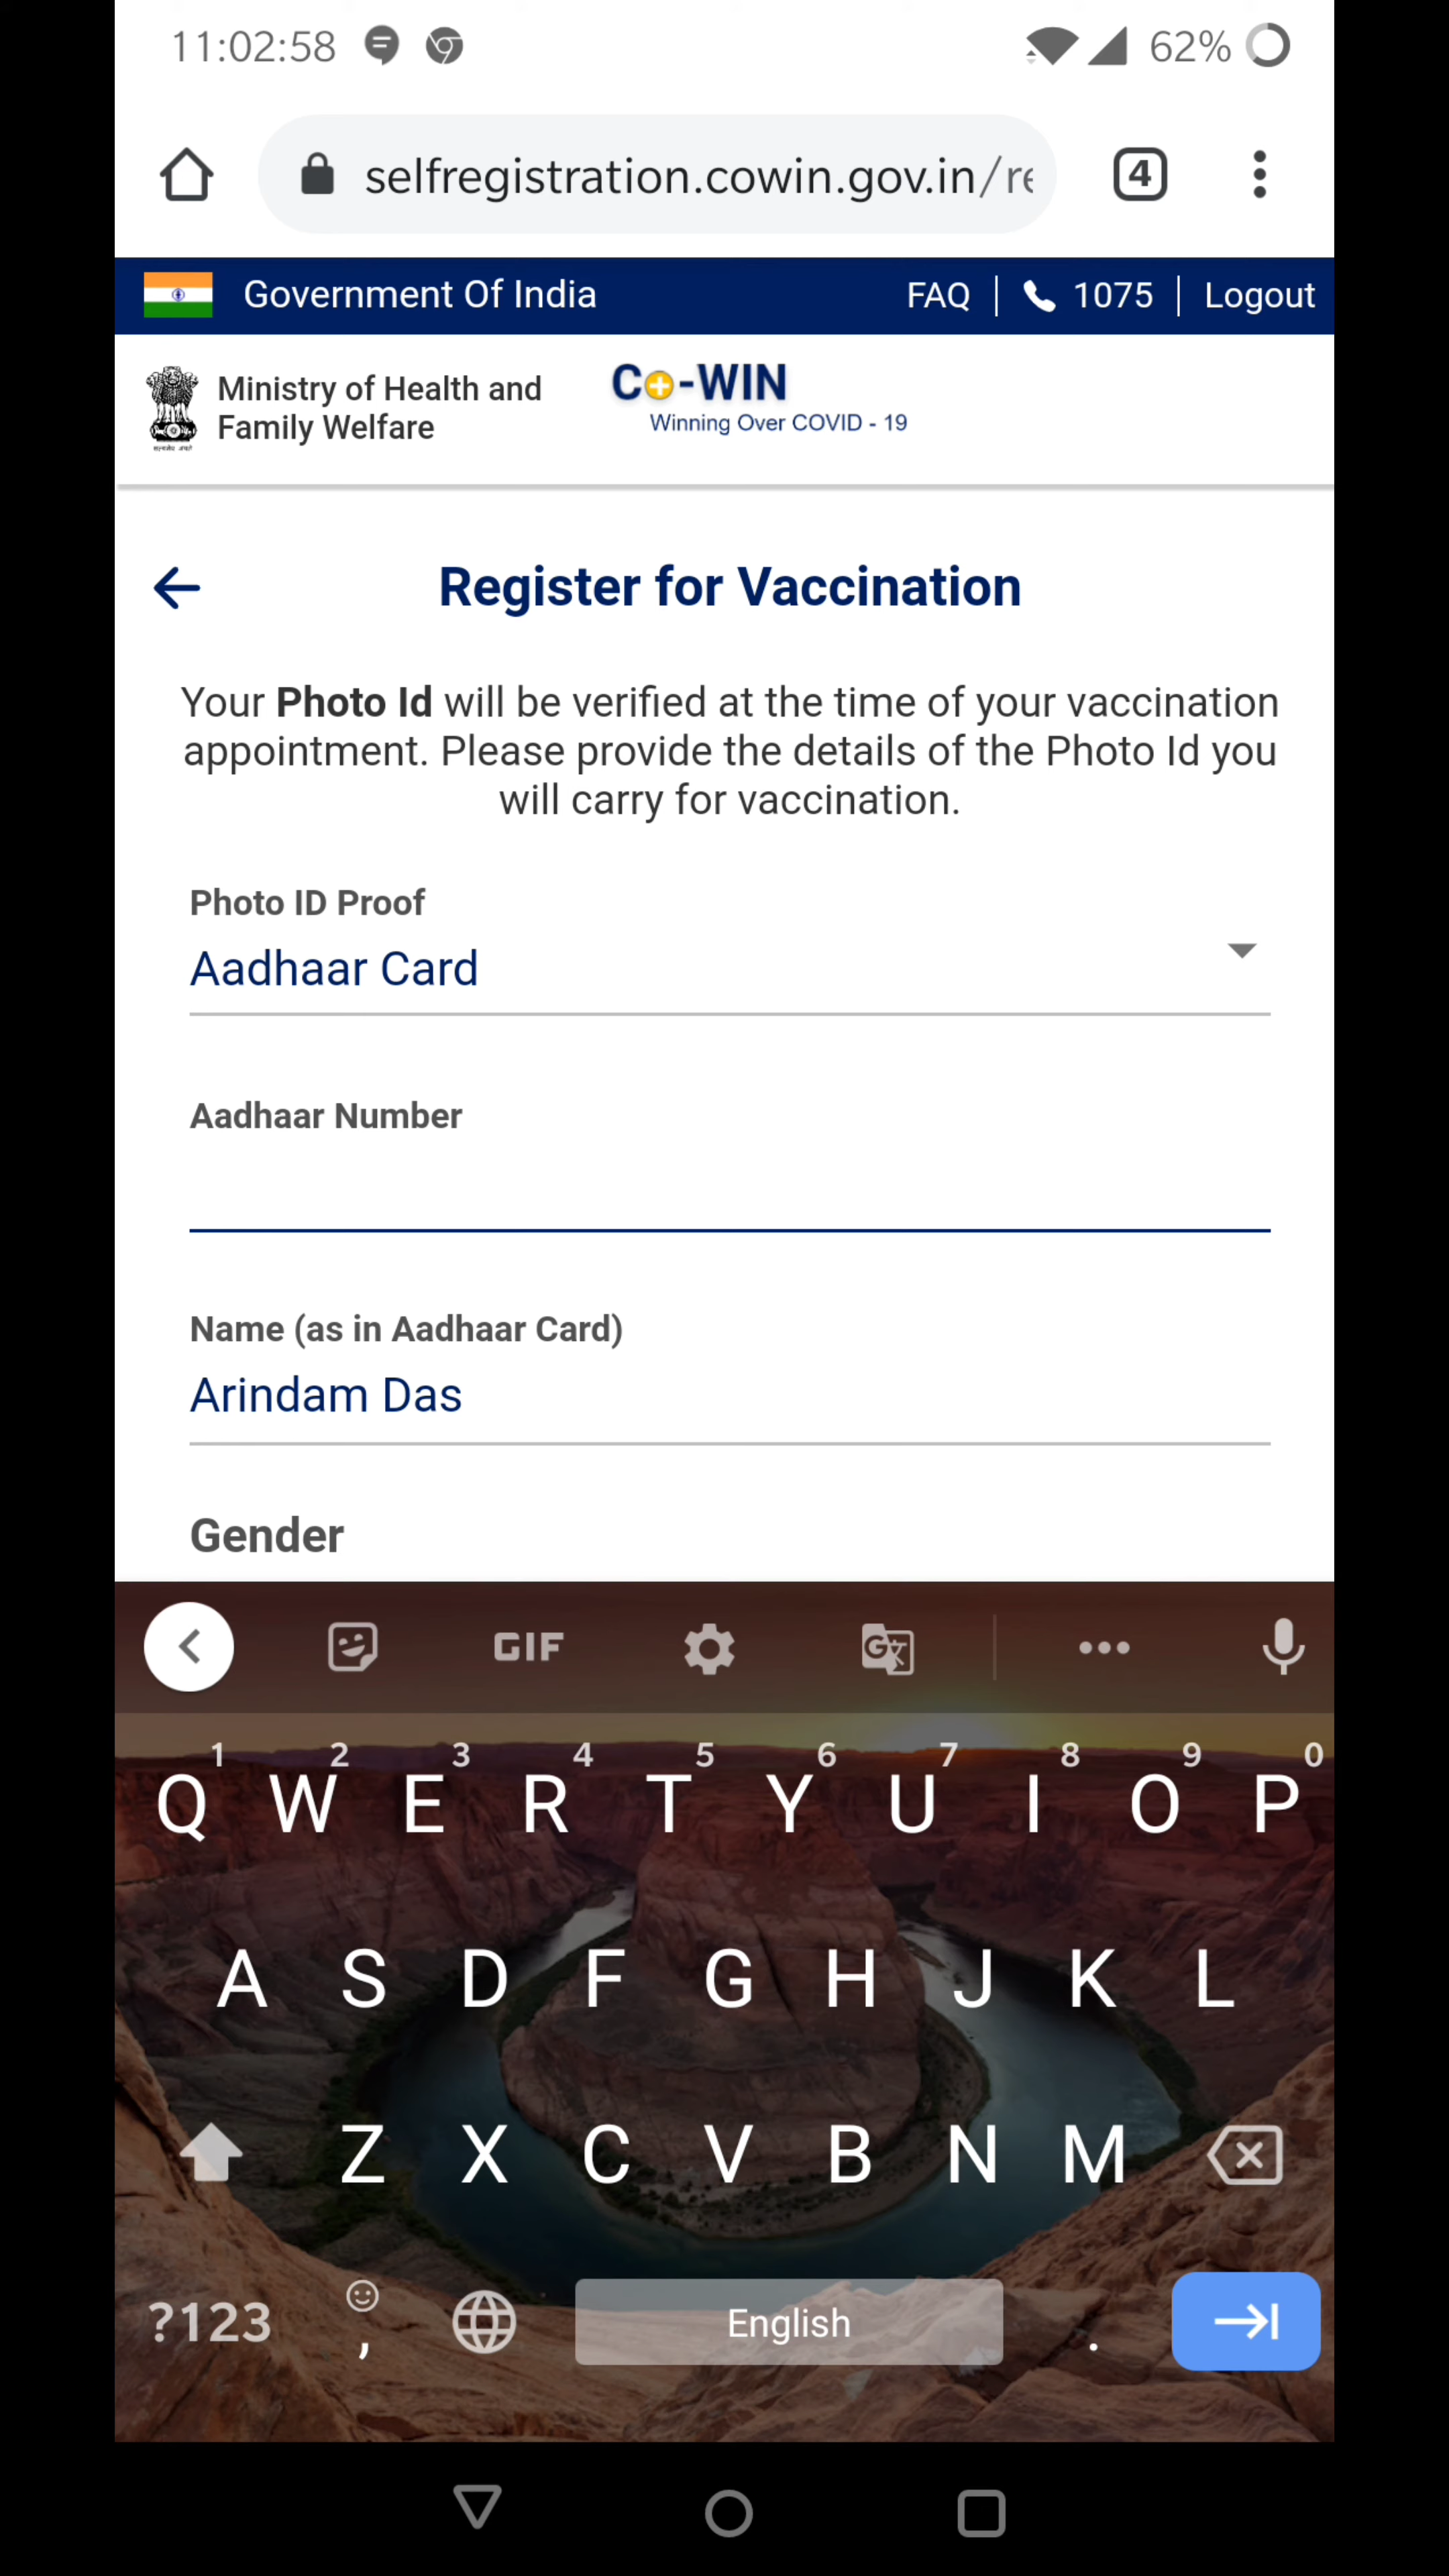 11:02:58 62%
selfregistration.cowin.gov.in/re 4
Government Of India FAQ | 1075 | Logout
Ministry of Health and
Family Welfare
CO-WIN
Winning Over COVID - 19
Register for Vaccination
Your Photo Id will be verified at the time of your vaccination
appointment. Please provide the details of the Photo Id you
will carry for vaccination.
Photo ID Proof
Aadhaar Card
Aadhaar Number
Name (as in Aadhaar Card)
Arindam Das
Gender
GIF G
1 2 3 4 5 6 7 8 9 0
Q W E R T Y U I O P
A S D F G H J K L
Z X C V B N M
?123 , English .